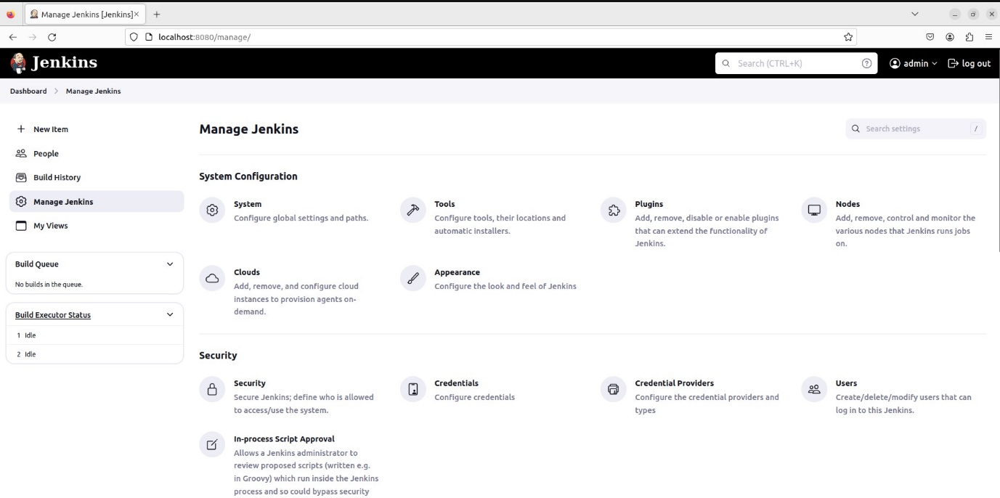 Manage Jenkins [Jenkins]
localhost:8080/manage/
Jenkins
Search (CTRL+K)
admin
log out
Dashboard
Manage Jenkins
New Item
People
Build History
Manage Jenkins
My Views
Build Queue
No builds in the queue.
Build Executor Status
1 Idle
2 Idle
Manage Jenkins
Search settings
/
System Configuration
System
Configure global settings and paths.
Tools
Configure tools, their locations and
automatic installers.
Plugins
Add, remove, disable or enable plugins
that can extend the functionality of
Jenkins.
Nodes
Add, remove, control and monitor the
various nodes that Jenkins runs jobs
on.
Clouds
Add, remove, and configure cloud
instances to provision agents on-
demand.
Appearance
Configure the look and feel of Jenkins
Security
Security
Secure Jenkins; define who is allowed
to access/use the system.
Credentials
Configure credentials
Credential Providers
Configure the credential providers and
types
Users
Create/delete/modify users that can
log in to this Jenkins.
In-process Script Approval
Allows a Jenkins administrator to
review proposed scripts (written e.g.
in Groovy) which run inside the Jenkins
process and so could bypass security